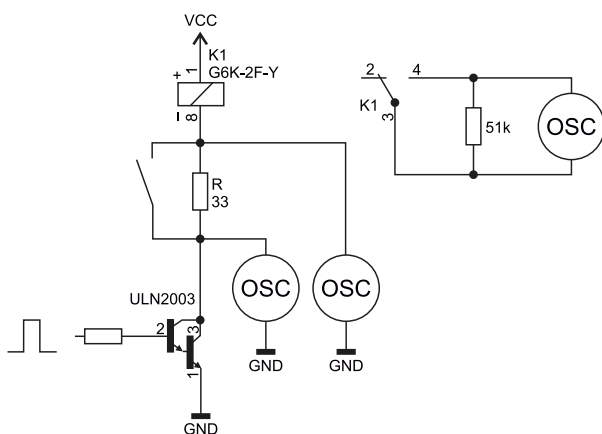 VCC
K1
G6K-2F-Y
1
+
–
8
R
33
OSC
OSC
ULN2003
2
3
1
GND
GND
GND
2
4
K1
3
51k
OSC